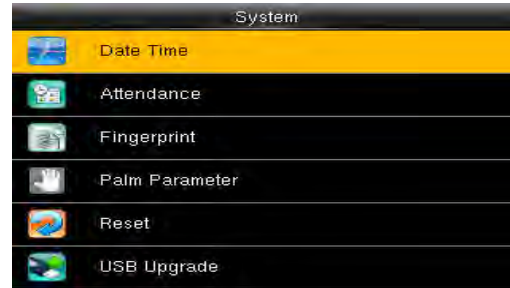 System
Date Time
Attendance
Fingerprint
Palm Parameter
Reset
USB Upgrade